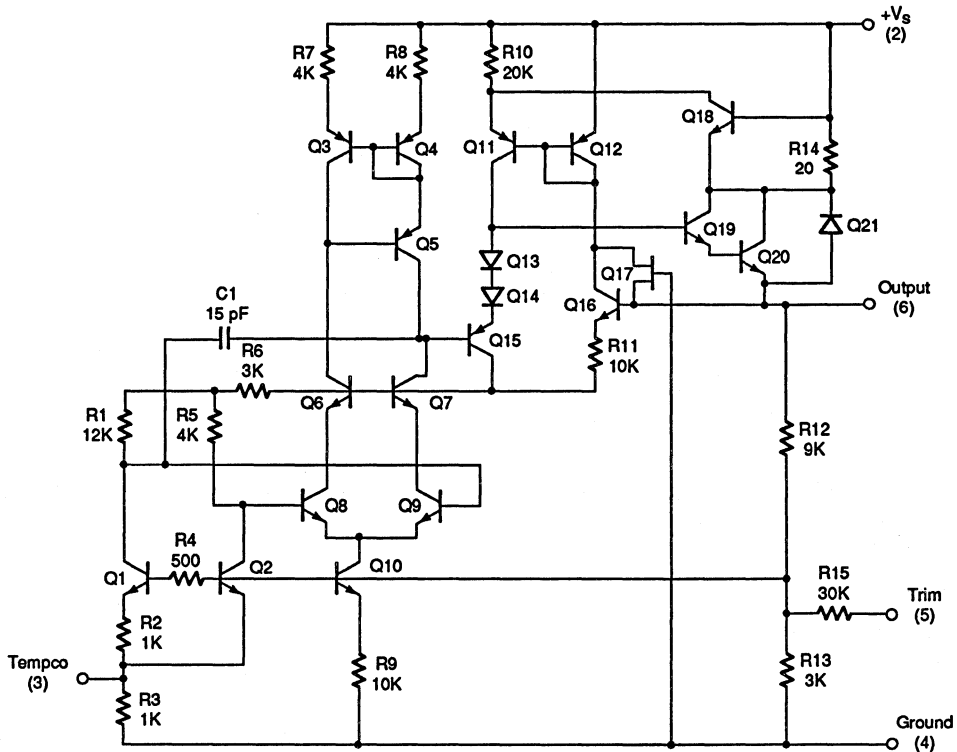 +Vs
(2)
R7
4K
R8
4K
R10
20K
Q18
Q3
Q4
Q11
Q12
R14
20
Q5
Q19
Q20
Q21
Q13
Q14
Q17
Q16
Output
(6)
C1
15 pF
Q15
R6
3K
R11
10K
R1
12K
R5
4K
Q6
Q7
R12
9K
Q8
Q9
R4
500
Q1
Q2
Q10
R15
30K
Trim
(5)
R2
1K
Tempco
(3)
R9
10K
R13
3K
R3
1K
Ground
(4)